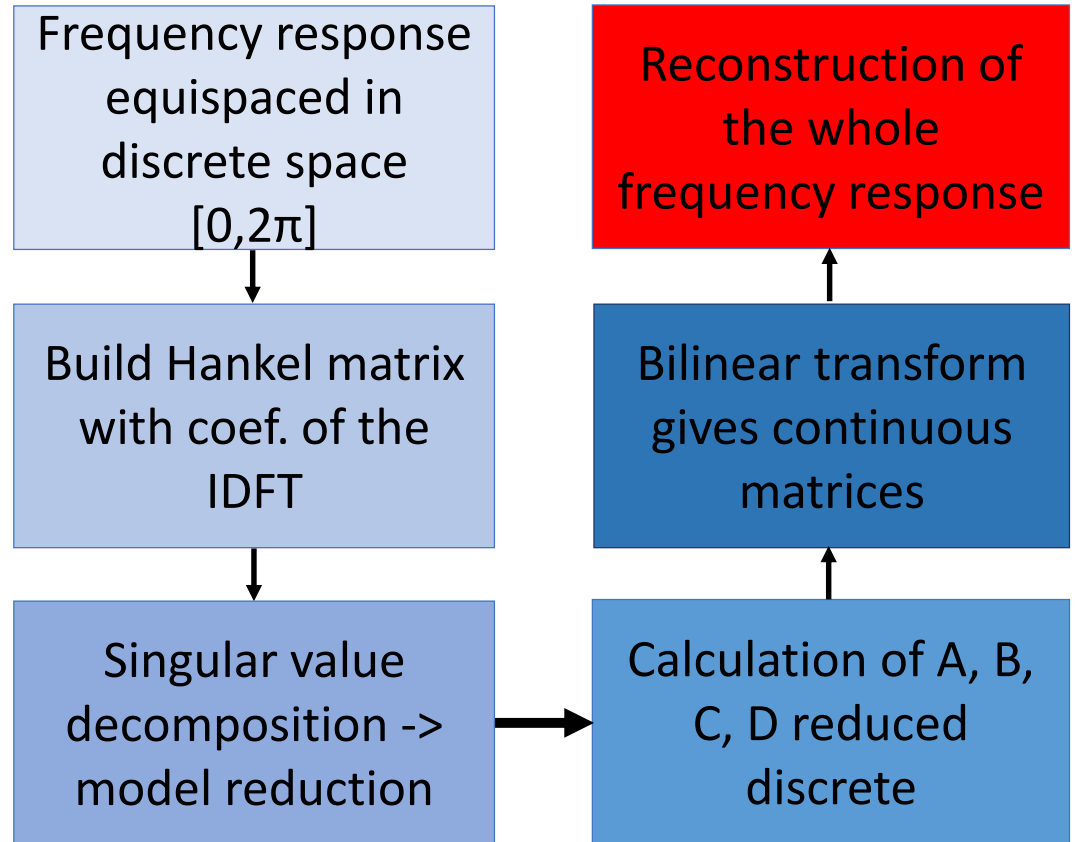 Frequency response
equispaced in
discrete space
[0,2π]
Build Hankel matrix
with coef. of the
IDFT
Singular value
decomposition ->
model reduction
Calculation of A, B,
C, D reduced
discrete
Bilinear transform
gives continuous
matrices
Reconstruction of
the whole
frequency response